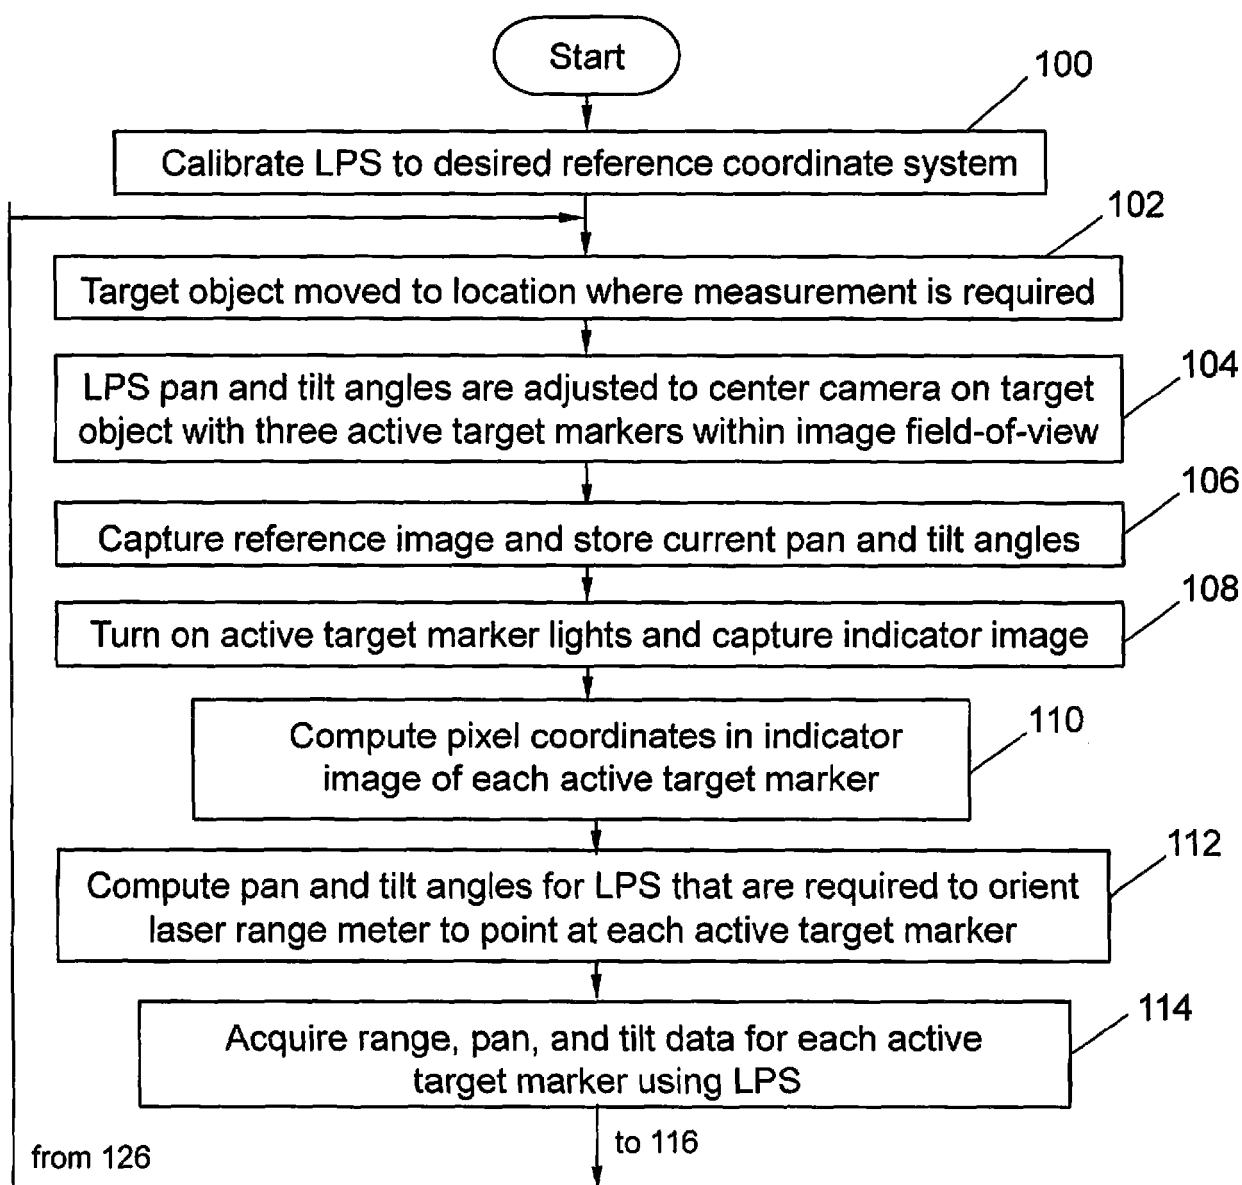 Start
100
Calibrate LPS to desired reference coordinate system
102
Target object moved to location where measurement is required
104
LPS pan and tilt angles are adjusted to center camera on target
object with three active target markers within image field-of-view
106
Capture reference image and store current pan and tilt angles
108
Turn on active target marker lights and capture indicator image
110
Compute pixel coordinates in indicator
image of each active target marker
112
Compute pan and tilt angles for LPS that are required to orient
laser range meter to point at each active target marker
114
Acquire range, pan, and tilt data for each active
target marker using LPS
from 126
to 116